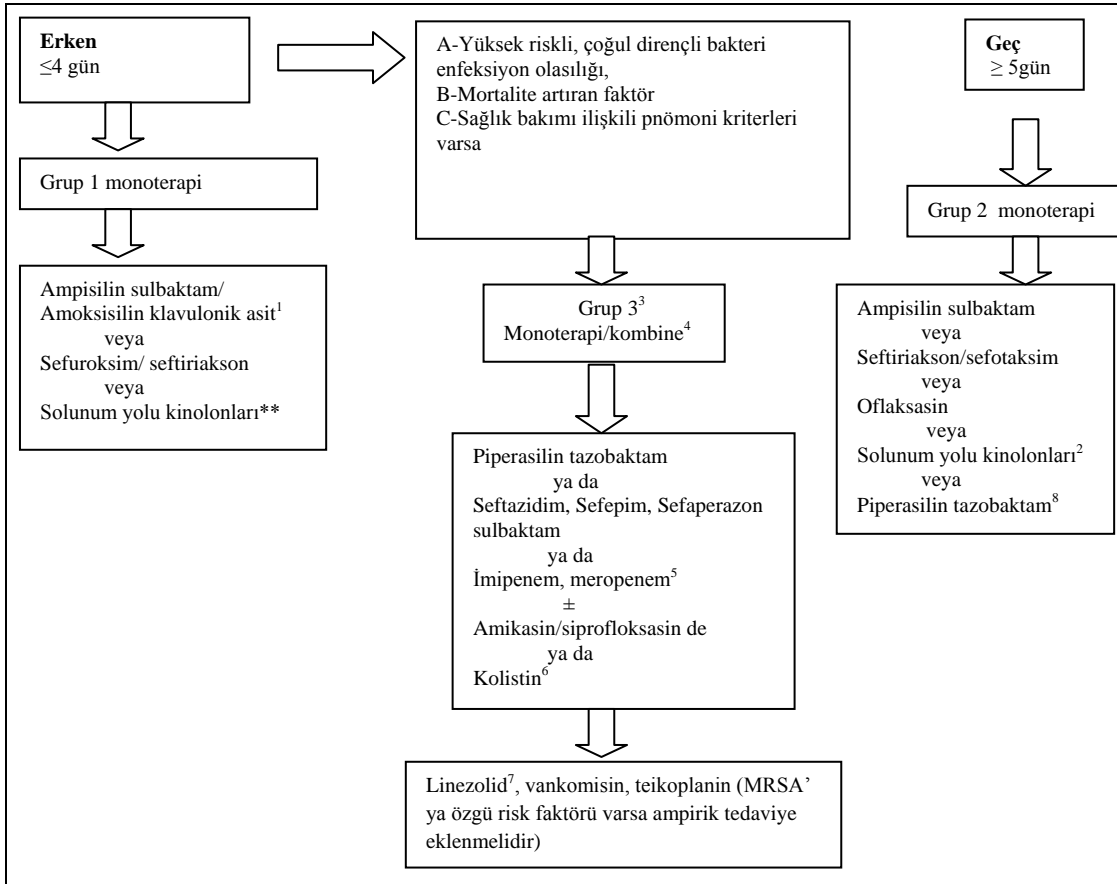 Erken
≤4 gün
Grup 1 monoterapi
Ampisilin sulbaktam/
Amoksisilin klavulonik asit¹
veya
Sefuroksim/ seftiriakson
veya
Solunum yolu kinolonları**
A-Yüksek riskli, çoğul dirençli bakteri
enfeksiyon olasılığı,
B-Mortalite artıran faktör
C-Sağlık bakımı ilişkili pnömoni kriterleri
varsa
Grup 3³
Monoterapi/kombine⁴
Piperasilin tazobaktam
ya da
Seftazidim, Sefepim, Sefaperazon
sulbaktam
ya da
İmipenem, meropenem⁵
±
Amikasin/siprofloksasin de
ya da
Kolistin⁶
Linezolid⁷, vankomisin, teikoplanin (MRSA’
ya özgü risk faktörü varsa ampirik tedaviye
eklenmelidir)
Geç
≥ 5gün
Grup 2 monoterapi
Ampisilin sulbaktam
veya
Seftiriakson/sefotaksim
veya
Oflaksasin
veya
Solunum yolu kinolonları²
veya
Piperasilin tazobaktam⁸